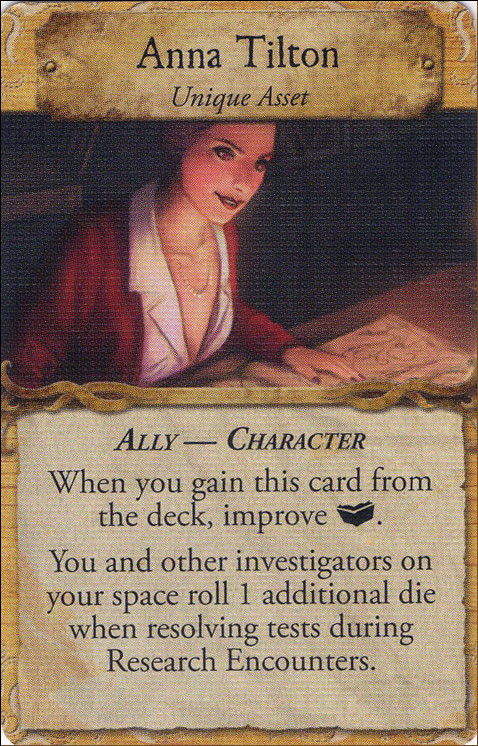 Anna Tilton
Unique Asset
Ally — Character
When you gain this card from
the deck, improve .
You and other investigators on
your space roll 1 additional die
when resolving tests during
Research Encounters.